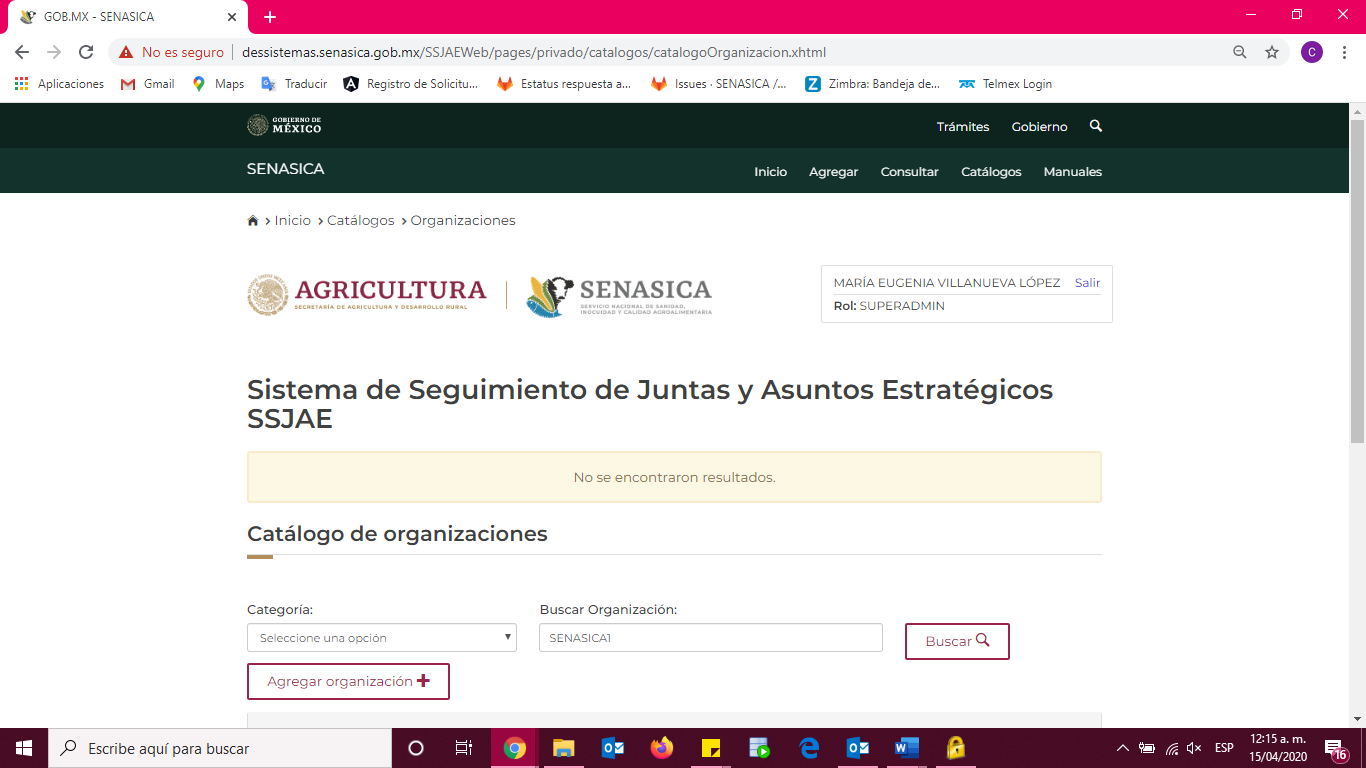 GOB.MX - SENASICA
No es seguro
dessistemas.senasica.gob.mx/SSJAEWeb/pages/privado/catalogos/catalogoOrganizacion.xhtml
C
Aplicaciones
Gmail
Maps
Traducir
Registro de Solicitu...
Estatus respuesta a...
Issues · SENASICA /...
Zimbra: Bandeja de...
Telmex Login
GOBIERNO DE
MÉXICO
Trámites
Gobierno
SENASICA
Inicio
Agregar
Consultar
Catálogos
Manuales
Inicio
Catálogos
Organizaciones
AGRICULTURA
SECRETARÍA DE AGRICULTURA Y DESARROLLO RURAL
SENASICA
SERVICIO NACIONAL DE SANIDAD,
INOCUIDAD Y CALIDAD AGROALIMENTARIA
MARÍA EUGENIA VILLANUEVA LÓPEZ
Salir
Rol: SUPERADMIN
Sistema de Seguimiento de Juntas y Asuntos Estratégicos
SSJAE
No se encontraron resultados.
Catálogo de organizaciones
Categoría:
Buscar Organización:
Seleccione una opción
SENASICA1
Buscar
Agregar organización
Escribe aquí para buscar
ESP
12:15 a. m.
15/04/2020
16